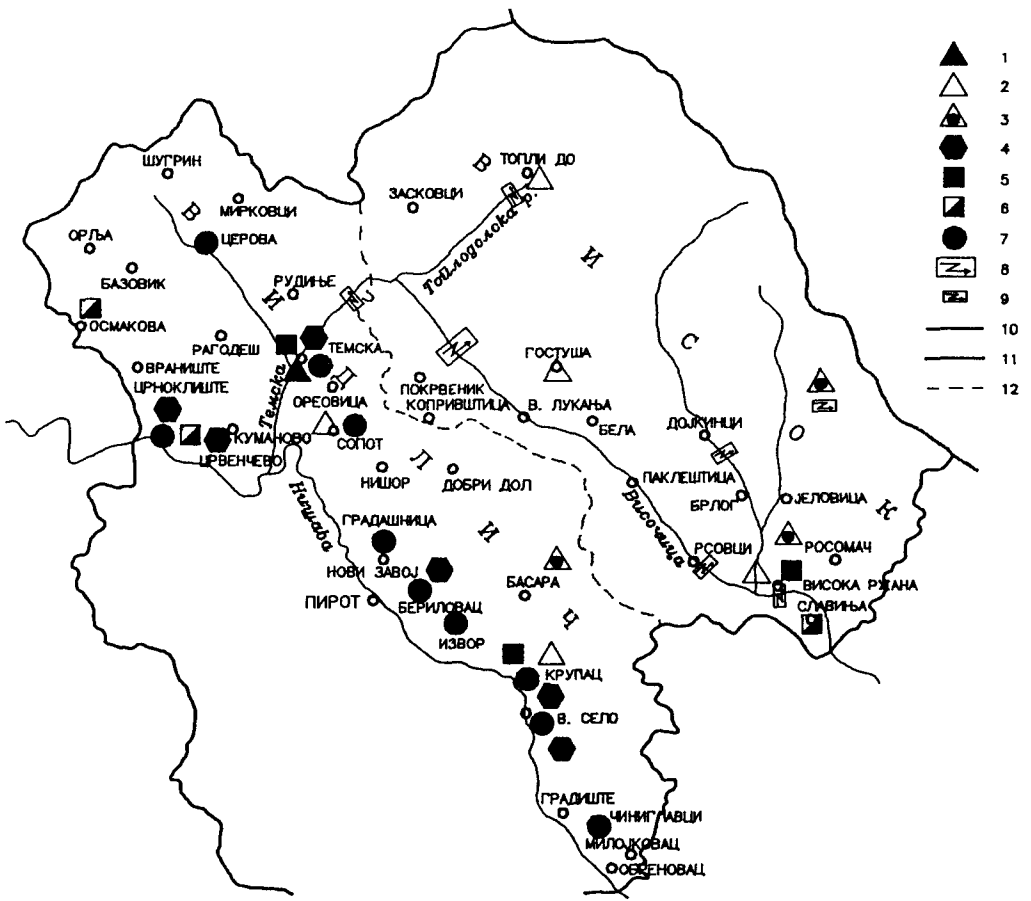 1
2
3
4
5
6
7
8
9
10
11
12
ШУГРИН
МИРКОВЦИ
ЗАСКОВЦИ
ТОПЛИ ДО
ОРЉА
ЦЕРОВА
БАЗОВИК
Топлодолска р.
РУДИЊЕ
ОСМАКОВА
РАГОДЕШ
ТЕМСКА
ГОСТУША
ВРАНИШТЕ
ЦРНОКЛИШТЕ
Темска
ОРЕОВИЦА
ПОКРВЕНИК
КОПРИВШТИЦА
В. ЛУКАЊА
БЕЛА
ДОЈКИНЦИ
КУМАНОВО
СОПОТ
ЦРВЕНЧЕВО
НИШОР
ДОБРИ ДОЛ
ПАКЛЕШТИЦА
БРЛОГ
ЈЕЛОВИЦА
Нишава
Височица
ГРАДАШНИЦА
НОВИ ЗАВОЈ
РСОВЦИ
РОСОМАЧ
БАСАРА
ВИСОКА РЖАНА
ПИРОТ
БЕРИЛОВАЦ
СЛАВИЊА
ИЗВОР
КРУПАЦ
В. СЕЛО
ГРАДИШТЕ
ЧИНИГЛАВЦИ
МИЛОЈКОВАЦ
ОБРЕНОВАЦ
В И Д Л И Ч
В И С О К